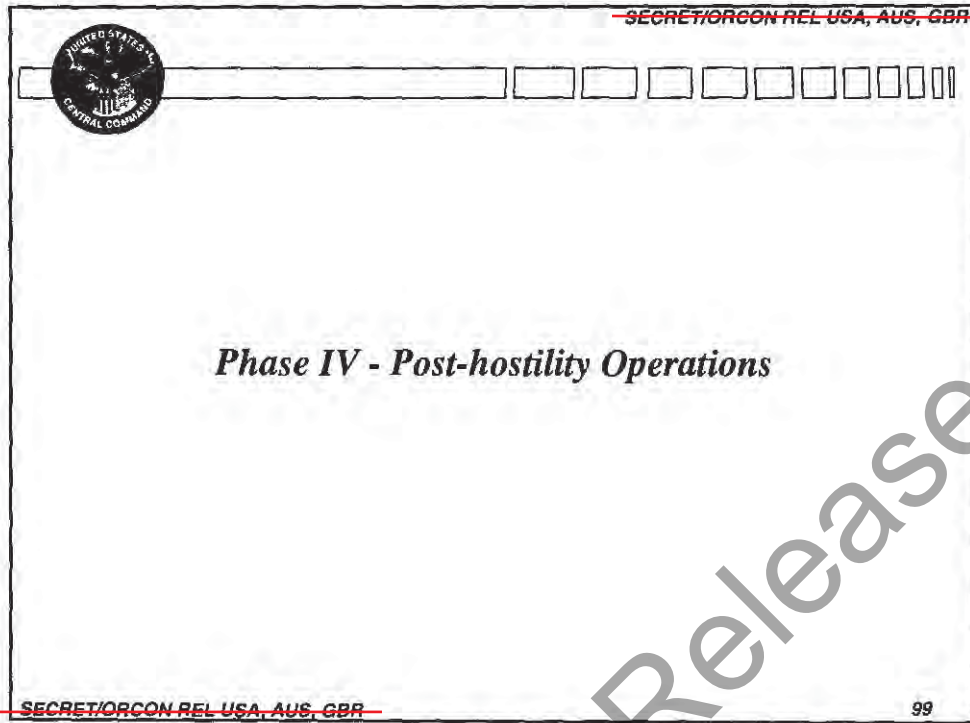 SECRET/ORCON REL USA, AUS, GBR
UNITED STATES
CENTRAL COMMAND
Phase IV - Post-hostility Operations
Release
SECRET/ORCON REL USA, AUS, GBR
99